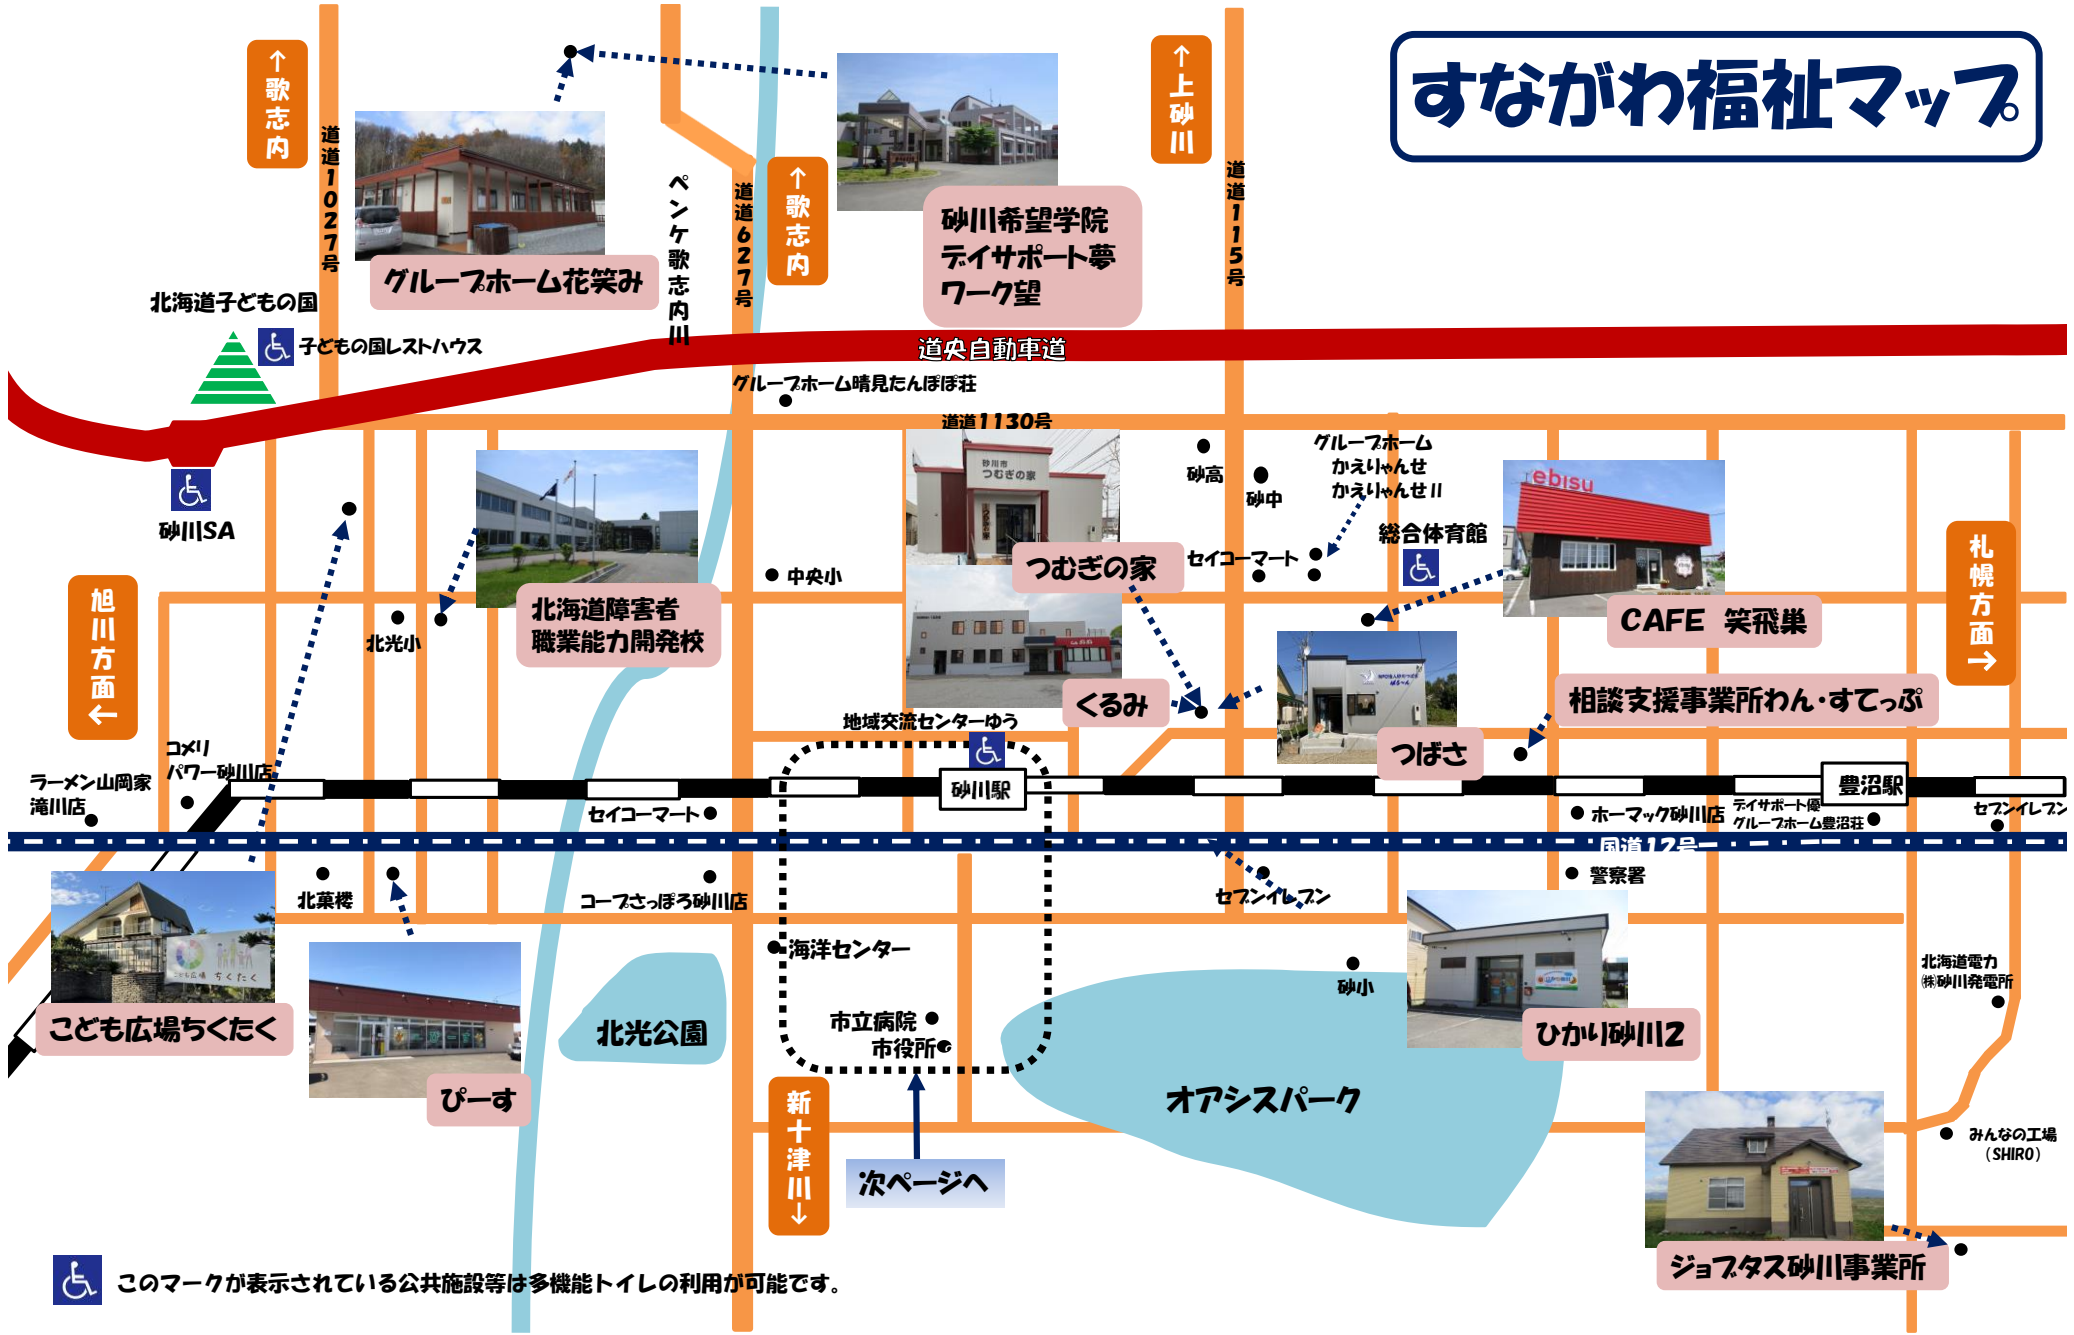 すながわ福祉マップ
↑歌志内
道道1027号
グループホーム花笑み
ペンケ歌志内川
道道627号
↑歌志内
砂川希望学院
デイサポート夢
ワーク望
↑上砂川
道道115号
北海道子どもの国
子どもの国レストハウス
道央自動車道
グループホーム晴見たんぽぽ荘
道道1130号
砂川SA
旭川方面←
北海道障害者
職業能力開発校
北光小
中央小
砂川市
つむぎの家
つむぎの家
くるみ
砂高
砂中
グループホーム
かえりゃんせ
かえりゃんせⅡ
セイコーマート
総合体育館
ebisu
CAFE 笑飛巣
札幌方面→
つばさ
相談支援事業所わん・すてっぷ
地域交流センターゆう
コメリ
パワー砂川店
ラーメン山岡家
滝川店
セイコーマート
砂川駅
豊沼駅
ホーマック砂川店
デイサポート優
グループホーム豊沼荘
セブンイレブン
国道12号
こども広場 ちくたく
こども広場ちくたく
北菓楼
ぴーす
コープさっぽろ砂川店
海洋センター
北光公園
市立病院
市役所
セブンイレブン
警察署
砂小
ひかり砂川2
オアシスパーク
北海道電力
㈱砂川発電所
みんなの工場
（SHIRO）
新十津川↓
次ページへ
ジョブタス砂川事業所
このマークが表示されている公共施設等は多機能トイレの利用が可能です。